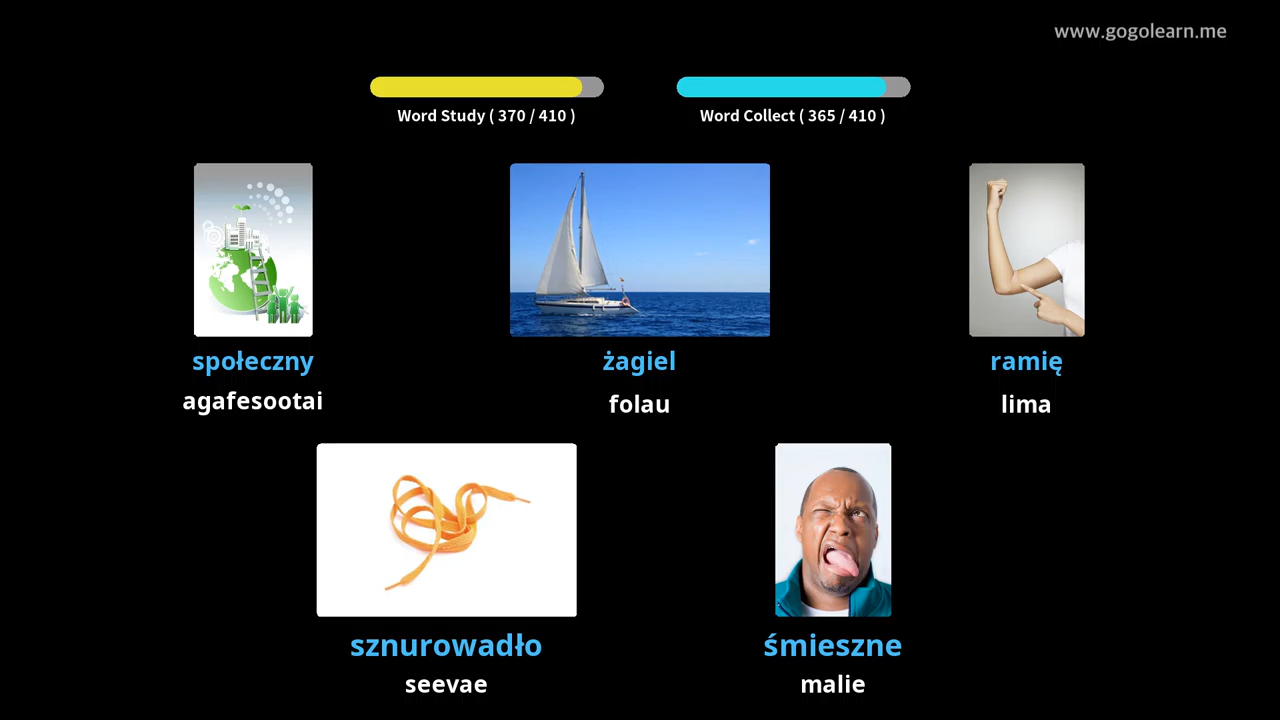 www.gogolearn.me
Word Study ( 370 / 410 )
Word Collect ( 365 / 410 )
społeczny
żagiel
ramię
agafesootai
folau
lima
sznurowadło
śmieszne
seevae
malie